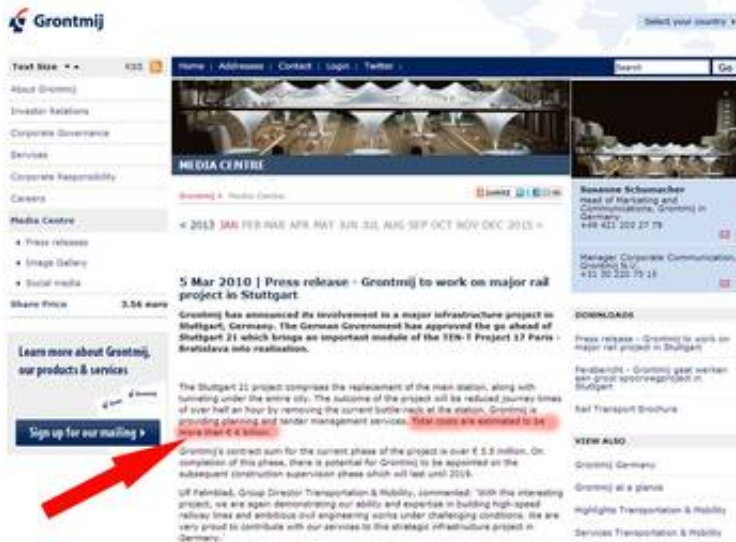 Grontmij
Select your country
Text Size
RSS
Home | Addresses | Contact | Login | Twitter
Search
Go
About Grontmij
Investor Relations
Corporate Governance
Services
Corporate Responsibility
Careers
Media Centre
Press releases
Image Gallery
Social media
Share Price 3.56 euro
Learn more about Grontmij,
our products & services
Sign up for our mailing
MEDIA CENTRE
Grontmij > Media Centre
< 2013 JAN FEB MAR APR MAY JUN JUL AUG SEP OCT NOV DEC 2015 >
5 Mar 2010 | Press release - Grontmij to work on major rail
project in Stuttgart
Grontmij has announced its involvement in a major infrastructure project in
Stuttgart, Germany. The German Government has approved the go ahead of
Stuttgart 21 which brings an important module of the TEN-T Project 17 Paris -
Bratislava into realisation.
The Stuttgart 21 project comprises the replacement of the main station, along with
tunneling under the entire city. The outcome of the project will be reduced journey times
of over half an hour by removing the current bottle-neck at the station. Grontmij is
providing planning and tender management services. Total costs are estimated to be
more than € 4 billion.
Grontmij's contract sum for the current phase of the project is over € 5.5 million. On
completion of this phase, there is potential for Grontmij to be appointed on the
subsequent construction supervision phase which will last until 2019.
Ulf Palmblad, Group Director Transportation & Mobility, commented: 'With this interesting
project, we are again demonstrating our ability and expertise in building high-speed
railway lines and ambitious civil engineering works under challenging conditions. We are
very proud to contribute with our services to this strategic infrastructure project in
Germany.'
Susanne Schumacher
Head of Marketing and
Communications, Grontmij in
Germany
Manager Corporate Communication,
Grontmij N.V.
DOWNLOADS
Press release - Grontmij to work on
major rail project in Stuttgart
Persbericht - Grontmij gaat werken
aan groot spoorwegproject in
Stuttgart
Rail Transport Brochure
VIEW ALSO
Grontmij Germany
Grontmij at a glance
Highlights Transportation & Mobility
Services Transportation & Mobility